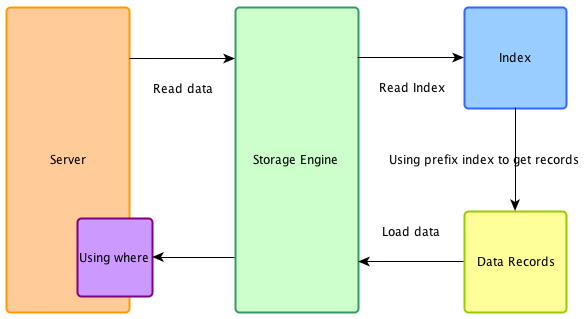 Index
Read data
Read Index
Server
Storage Engine
Using prefix index to get records
Load data
Using where
Data Records